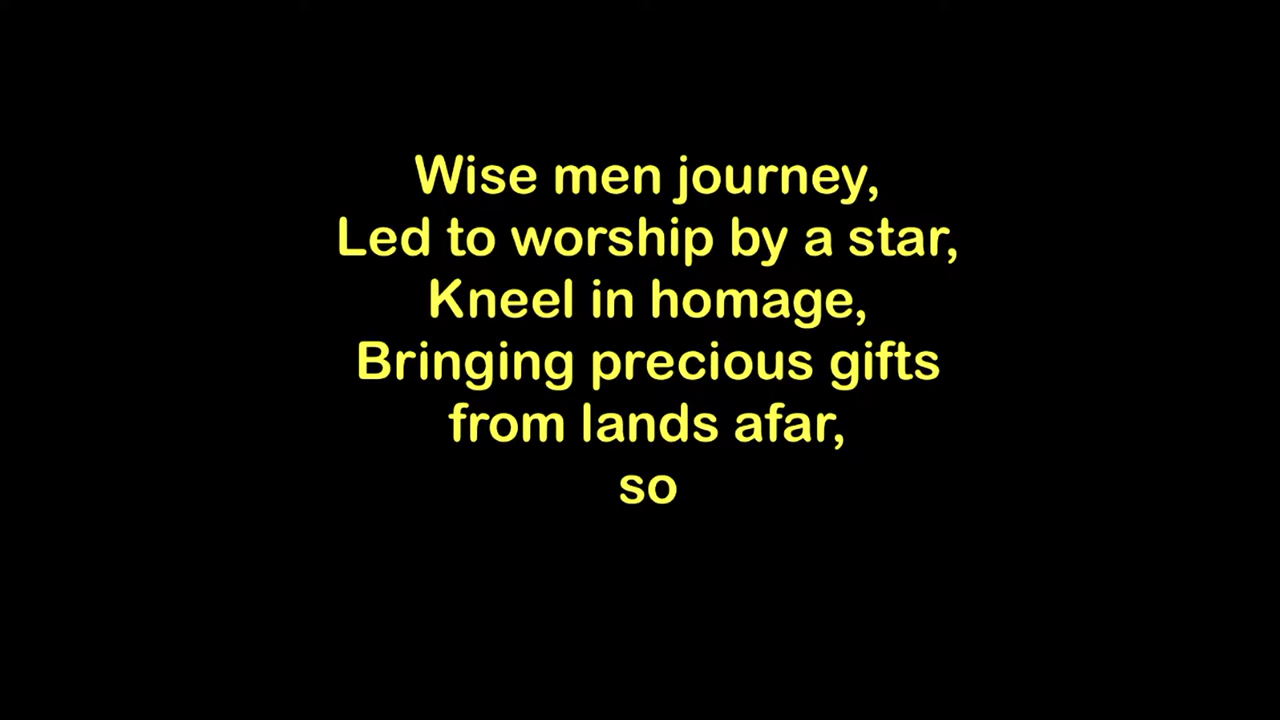 Wise men journey,
Led to worship by a star,
Kneel in homage,
Bringing precious gifts
from lands afar,
so